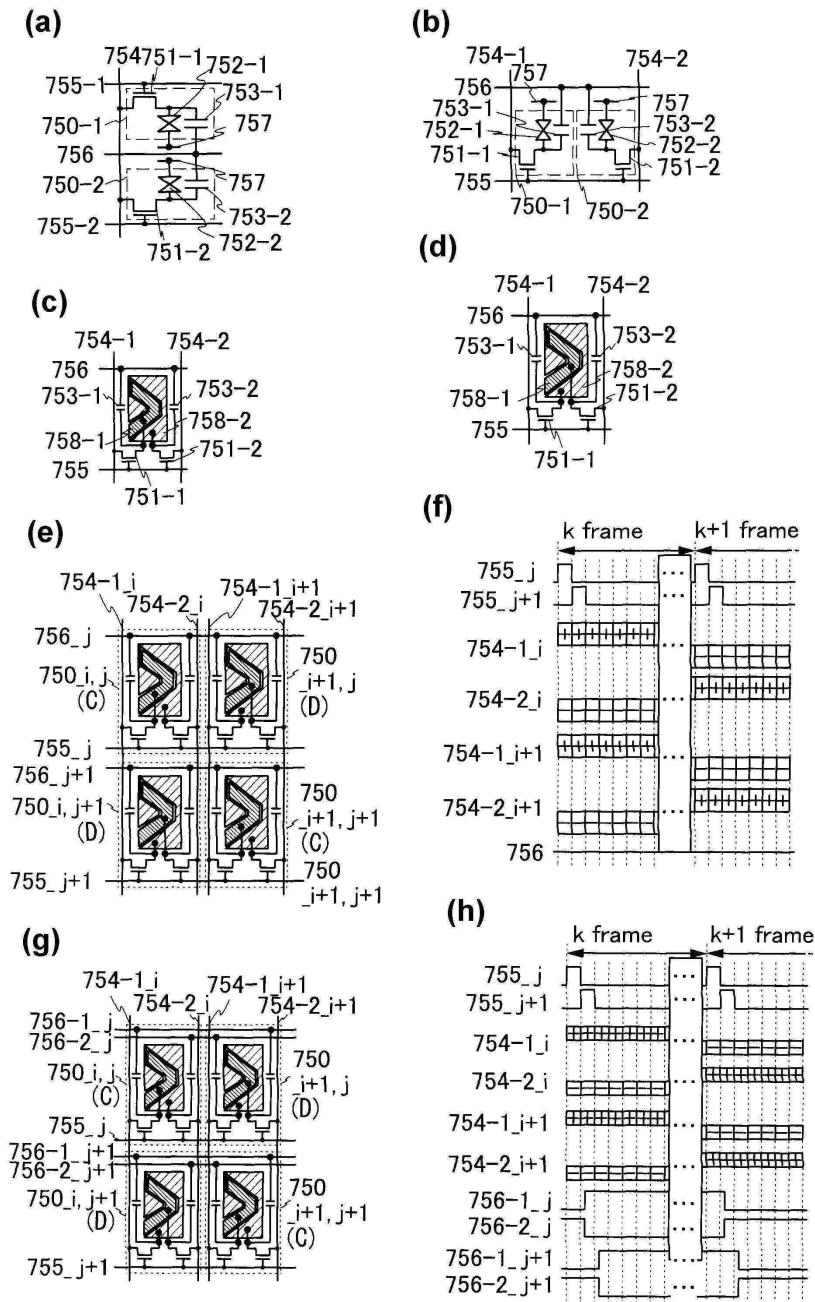 (a)
754
751-1
752-1
755-1
753-1
750-1
757
756
750-2
757
753-2
755-2
752-2
751-2
(b)
754-1
754-2
757
756
757
753-1
753-2
752-1
752-2
751-1
751-2
755
750-1
750-2
(c)
754-1
754-2
756
753-1
753-2
758-2
758-1
751-2
755
751-1
(d)
754-1
754-2
756
753-2
753-1
758-2
758-1
751-2
755
751-1
(e)
754-1_i
754-1_i+1
754-2_i
754-2_i+1
756_j
750_i, j
(C)
750
_i+1, j
(D)
755_j
756_j+1
750_i, j+1
(D)
750
_i+1, j+1
(C)
755_j+1
750
_i+1, j+1
(f)
k frame
k+1 frame
755_j
755_j+1
754-1_i
754-2_i
754-1_i+1
754-2_i+1
756
(g)
754-1_i
754-1_i+1
754-2_i
754-2_i+1
756-1_j
756-2_j
750_i, j
(C)
750
_i+1, j
(D)
755_j
756-1_j+1
756-2_j+1
750_i, j+1
(D)
750
_i+1, j+1
(C)
755_j+1
(h)
k frame
k+1 frame
755_j
755_j+1
754-1_i
754-2_i
754-1_i+1
754-2_i+1
756-1_j
756-2_j
756-1_j+1
756-2_j+1